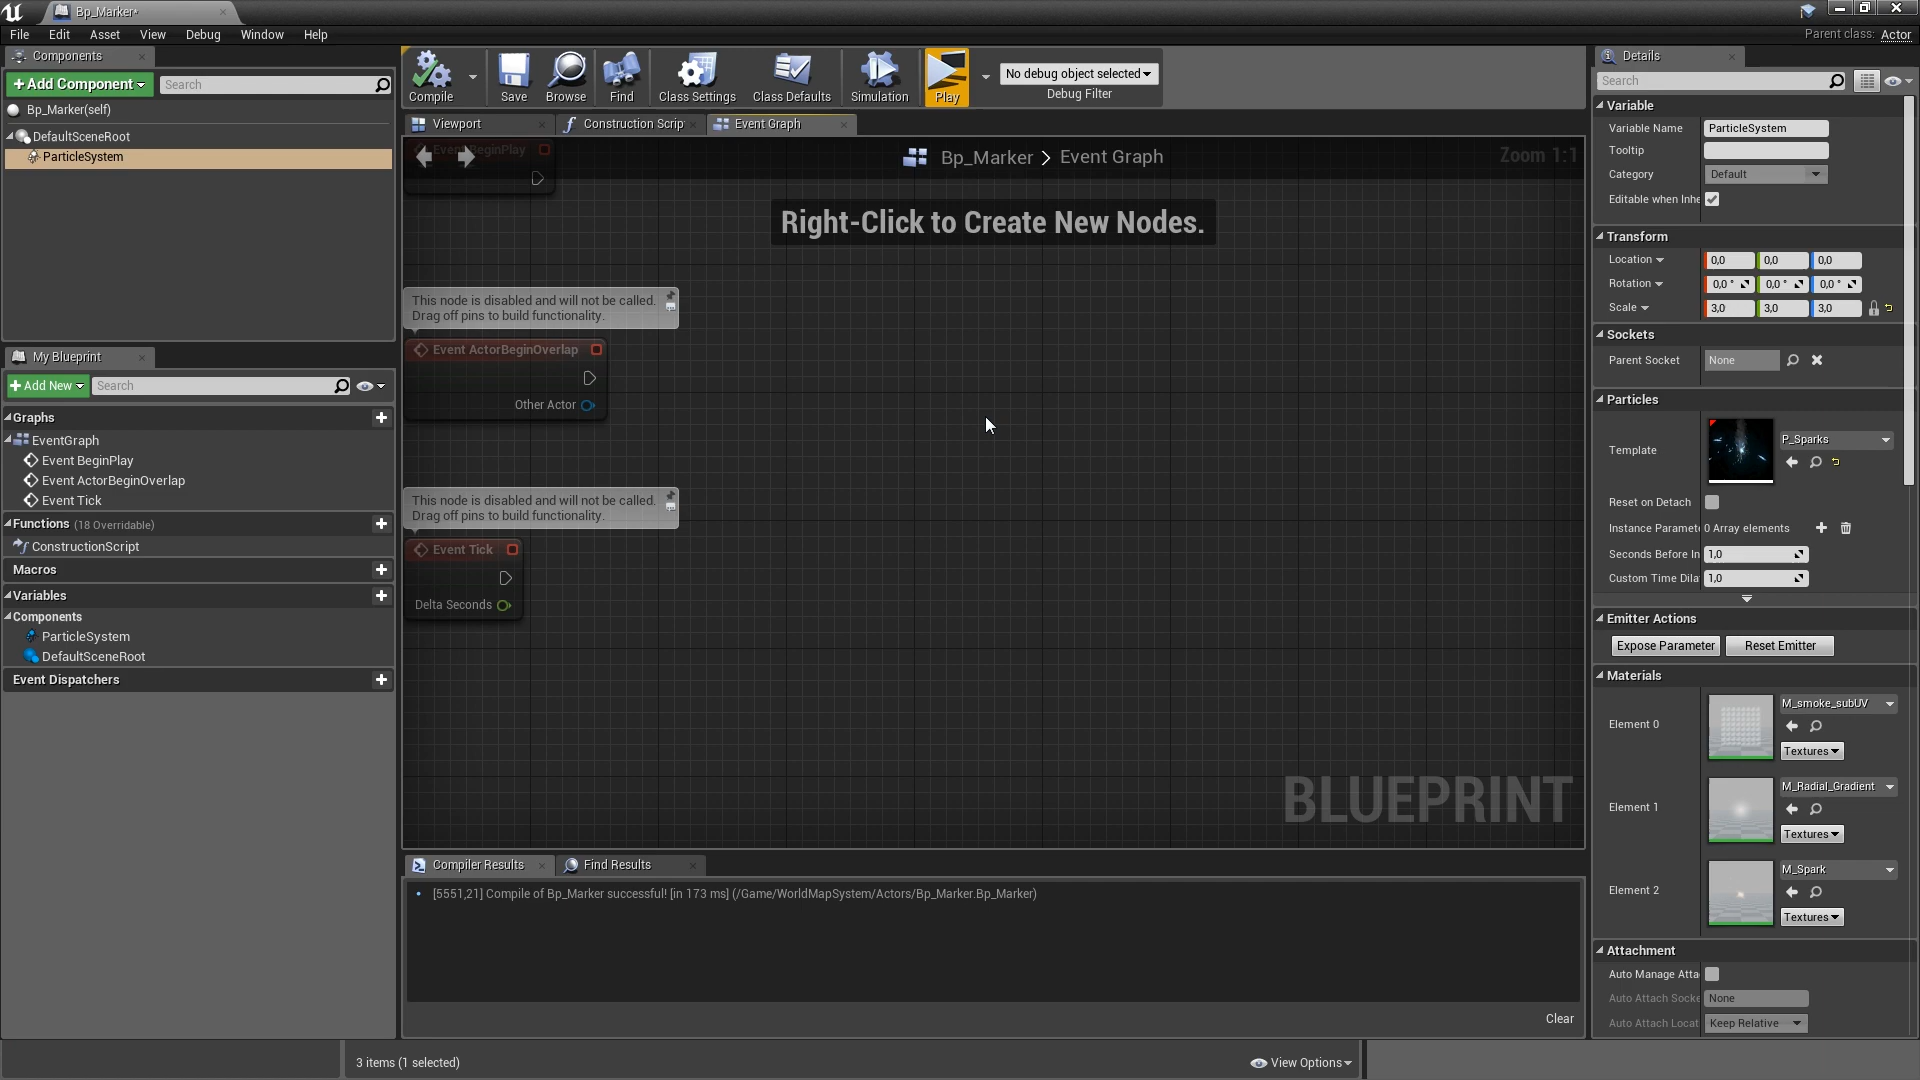 Bp_Marker*
File Edit Asset View Debug Window Help
Parent class: Actor
Components
+Add Component
Search
Bp_Marker(self)
DefaultSceneRoot
ParticleSystem
My Blueprint
+Add New
Search
Graphs
EventGraph
Event BeginPlay
Event ActorBeginOverlap
Event Tick
Functions (18 Overridable)
ConstructionScript
Macros
Variables
Components
ParticleSystem
DefaultSceneRoot
Event Dispatchers
Compile
Save
Browse
Find
Class Settings
Class Defaults
Simulation
Play
No debug object selected
Debug Filter
Viewport
Construction Scrip
Event Graph
Event BeginPlay
Bp_Marker > Event Graph
Zoom 1:1
Right-Click to Create New Nodes.
This node is disabled and will not be called.
Drag off pins to build functionality.
Event ActorBeginOverlap
Other Actor
This node is disabled and will not be called.
Drag off pins to build functionality.
Event Tick
Delta Seconds
BLUEPRINT
Compiler Results
Find Results
[5551,21] Compile of Bp_Marker successful! [in 173 ms] (/Game/WorldMapSystem/Actors/Bp_Marker.Bp_Marker)
Clear
3 items (1 selected)
View Options
Details
Search
Variable
Variable Name ParticleSystem
Tooltip
Category Default
Editable when Inhe
Transform
Location 0,0 0,0 0,0
Rotation 0,0 ° 0,0 ° 0,0 °
Scale 3,0 3,0 3,0
Sockets
Parent Socket None
Particles
Template P_Sparks
Reset on Detach
Instance Paramete 0 Array elements
Seconds Before In 1,0
Custom Time Dila 1,0
Emitter Actions
Expose Parameter Reset Emitter
Materials
Element 0 M_smoke_subUV
Textures
Element 1 M_Radial_Gradient
Textures
Element 2 M_Spark
Textures
Attachment
Auto Manage Atta
Auto Attach Socke None
Auto Attach Locat Keep Relative